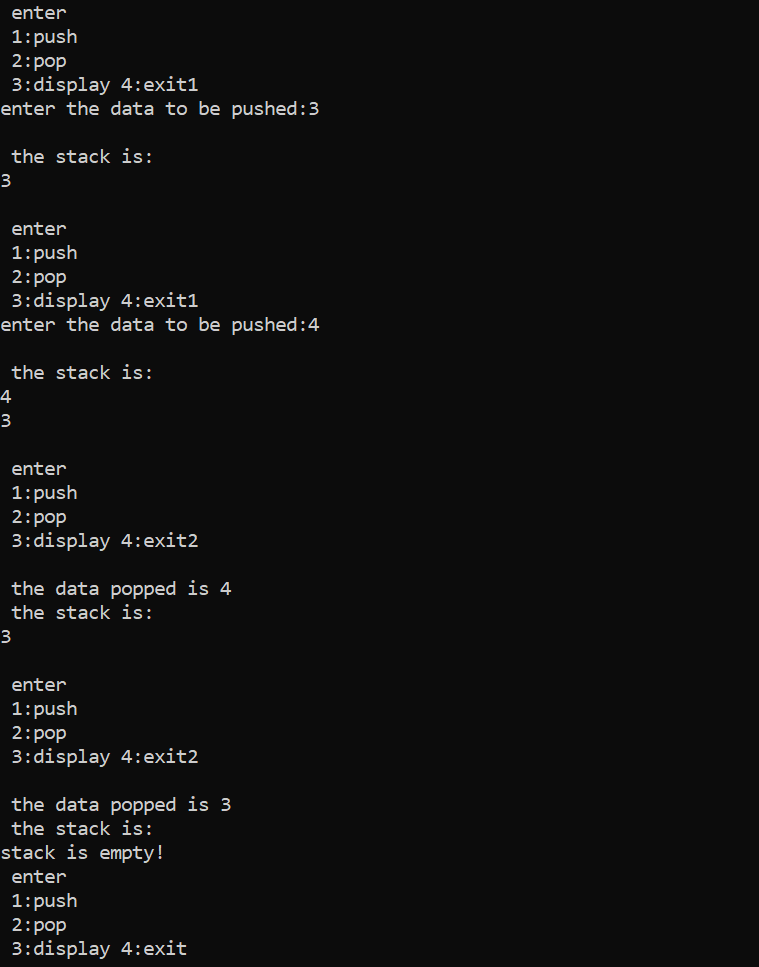 enter
1:push
2:pop
3:display 4:exit1
enter the data to be pushed:3
the stack is:
3
enter
1:push
2:pop
3:display 4:exit1
enter the data to be pushed:4
the stack is:
4
3
enter
1:push
2:pop
3:display 4:exit2
the data popped is 4
the stack is:
3
enter
1:push
2:pop
3:display 4:exit2
the data popped is 3
the stack is:
stack is empty!
enter
1:push
2:pop
3:display 4:exit